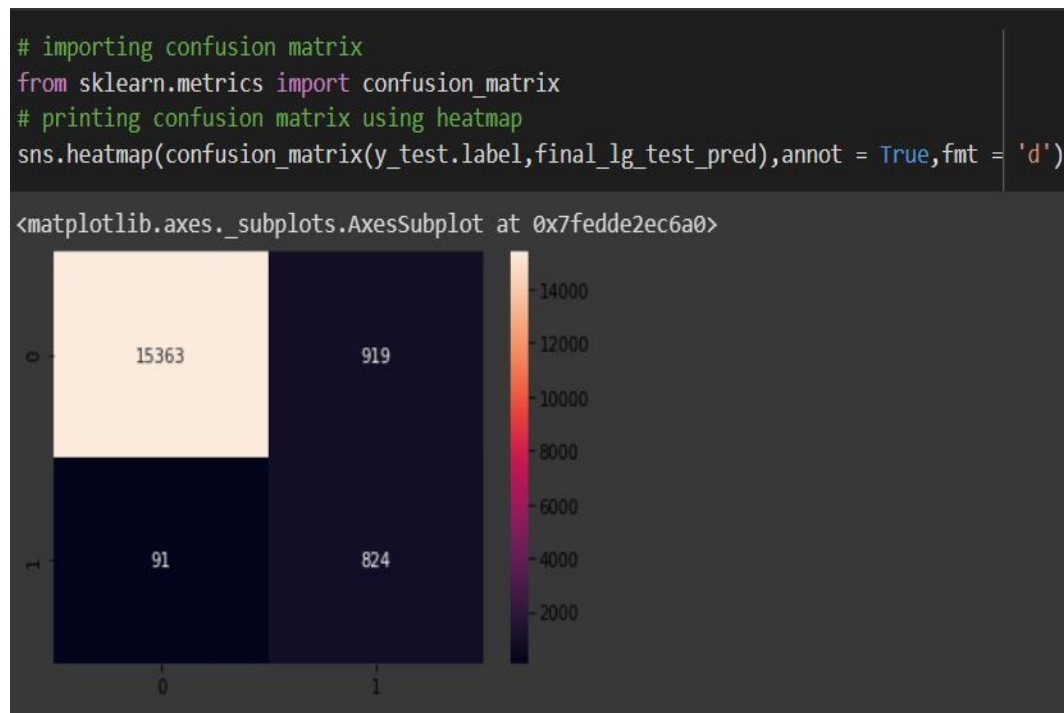 # importing confusion matrix
from sklearn.metrics import confusion_matrix
# printing confusion matrix using heatmap
sns.heatmap(confusion_matrix(y_test.label,final_lg_test_pred),annot = True,fmt = 'd')
<matplotlib.axes._subplots.AxesSubplot at 0x7fedde2ec6a0>
14000
0 15363 919 12000
10000
8000
6000
1 91 824 4000
2000
0 1